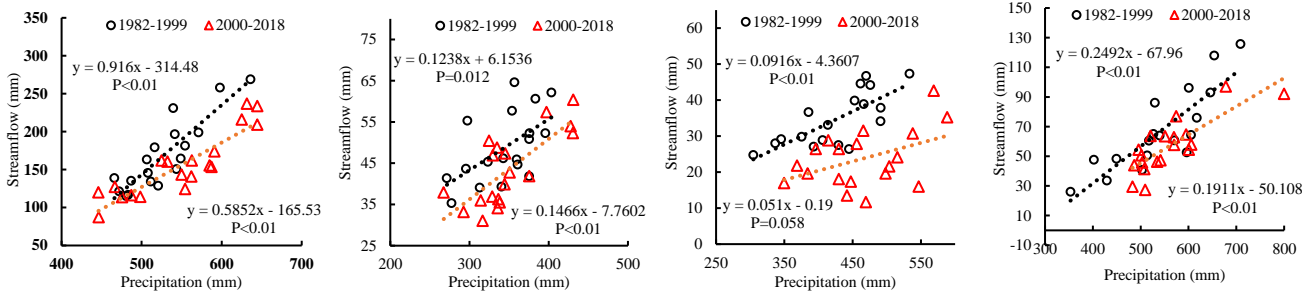 1982-1999 2000-2018
y = 0.916x - 314.48
P<0.01
y = 0.5852x - 165.53
P<0.01
Streamflow (mm)
350
300
250
200
150
100
50
400 500 600 700
Precipitation (mm)
1982-1999 2000-2018
y = 0.1238x + 6.1536
P=0.012
y = 0.1466x - 7.7602
P<0.01
Streamflow (mm)
75
65
55
45
35
25
200 300 400 500
Precipitation (mm)
1982-1999 2000-2018
y = 0.0916x - 4.3607
P<0.01
y = 0.051x - 0.19
P=0.058
Streamflow (mm)
60
50
40
30
20
10
0
250 350 450 550
Precipitation (mm)
1982-1999 2000-2018
y = 0.2492x - 67.96
P<0.01
y = 0.1911x - 50.108
P<0.01
Streamflow (mm)
150
130
110
90
70
50
30
10
-10
300 400 500 600 700 800
Precipitation (mm)